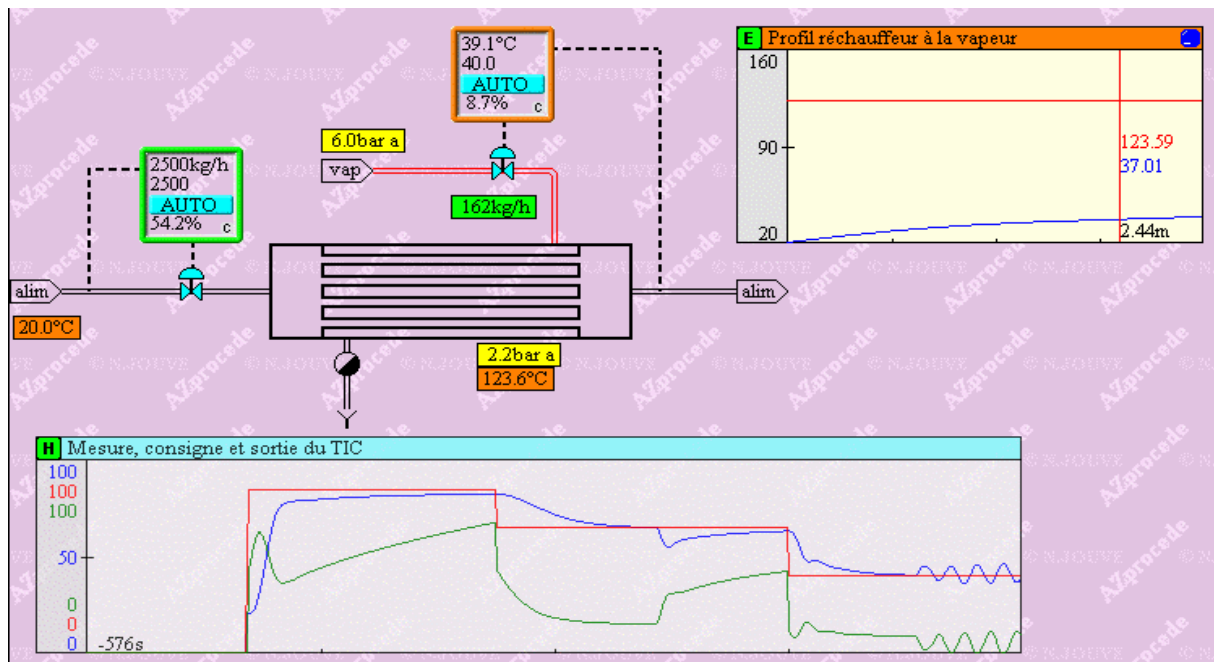 39.1°C
40.0
AUTO
8.7% c
E Profil réchauffeur à la vapeur
160
90
20
123.59
37.01
2.44m
6.0bar a
vap
162kg/h
2500kg/h
2500
AUTO
54.2% c
alim
20.0°C
alim
2.2bar a
123.6°C
H Mesure, consigne et sortie du TIC
100
100
100
50
0
0
0
-576s
AZprocede
© N.JOUVE